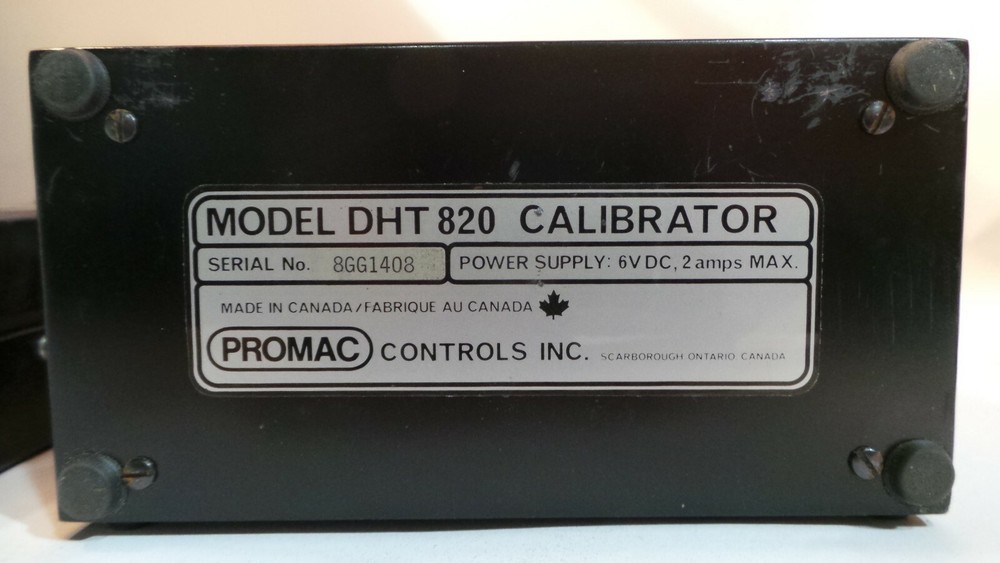 MODEL DHT 820 CALIBRATOR
SERIAL No. 8GG1408 POWER SUPPLY: 6V DC, 2 amps MAX.
MADE IN CANADA/FABRIQUE AU CANADA
PROMAC CONTROLS INC. SCARBOROUGH ONTARIO CANADA